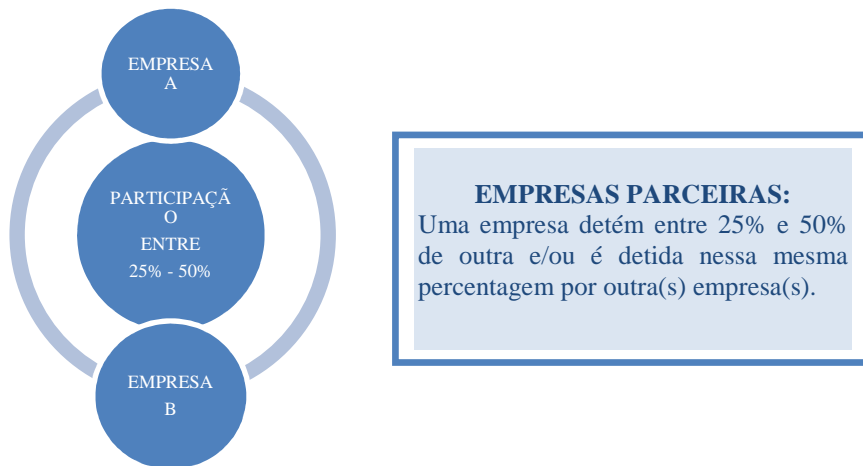 EMPRESA
A
PARTICIPAÇÃ
O
ENTRE
25% - 50%
EMPRESA
B
EMPRESAS PARCEIRAS:
Uma empresa detém entre 25% e 50%
de outra e/ou é detida nessa mesma
percentagem por outra(s) empresa(s).